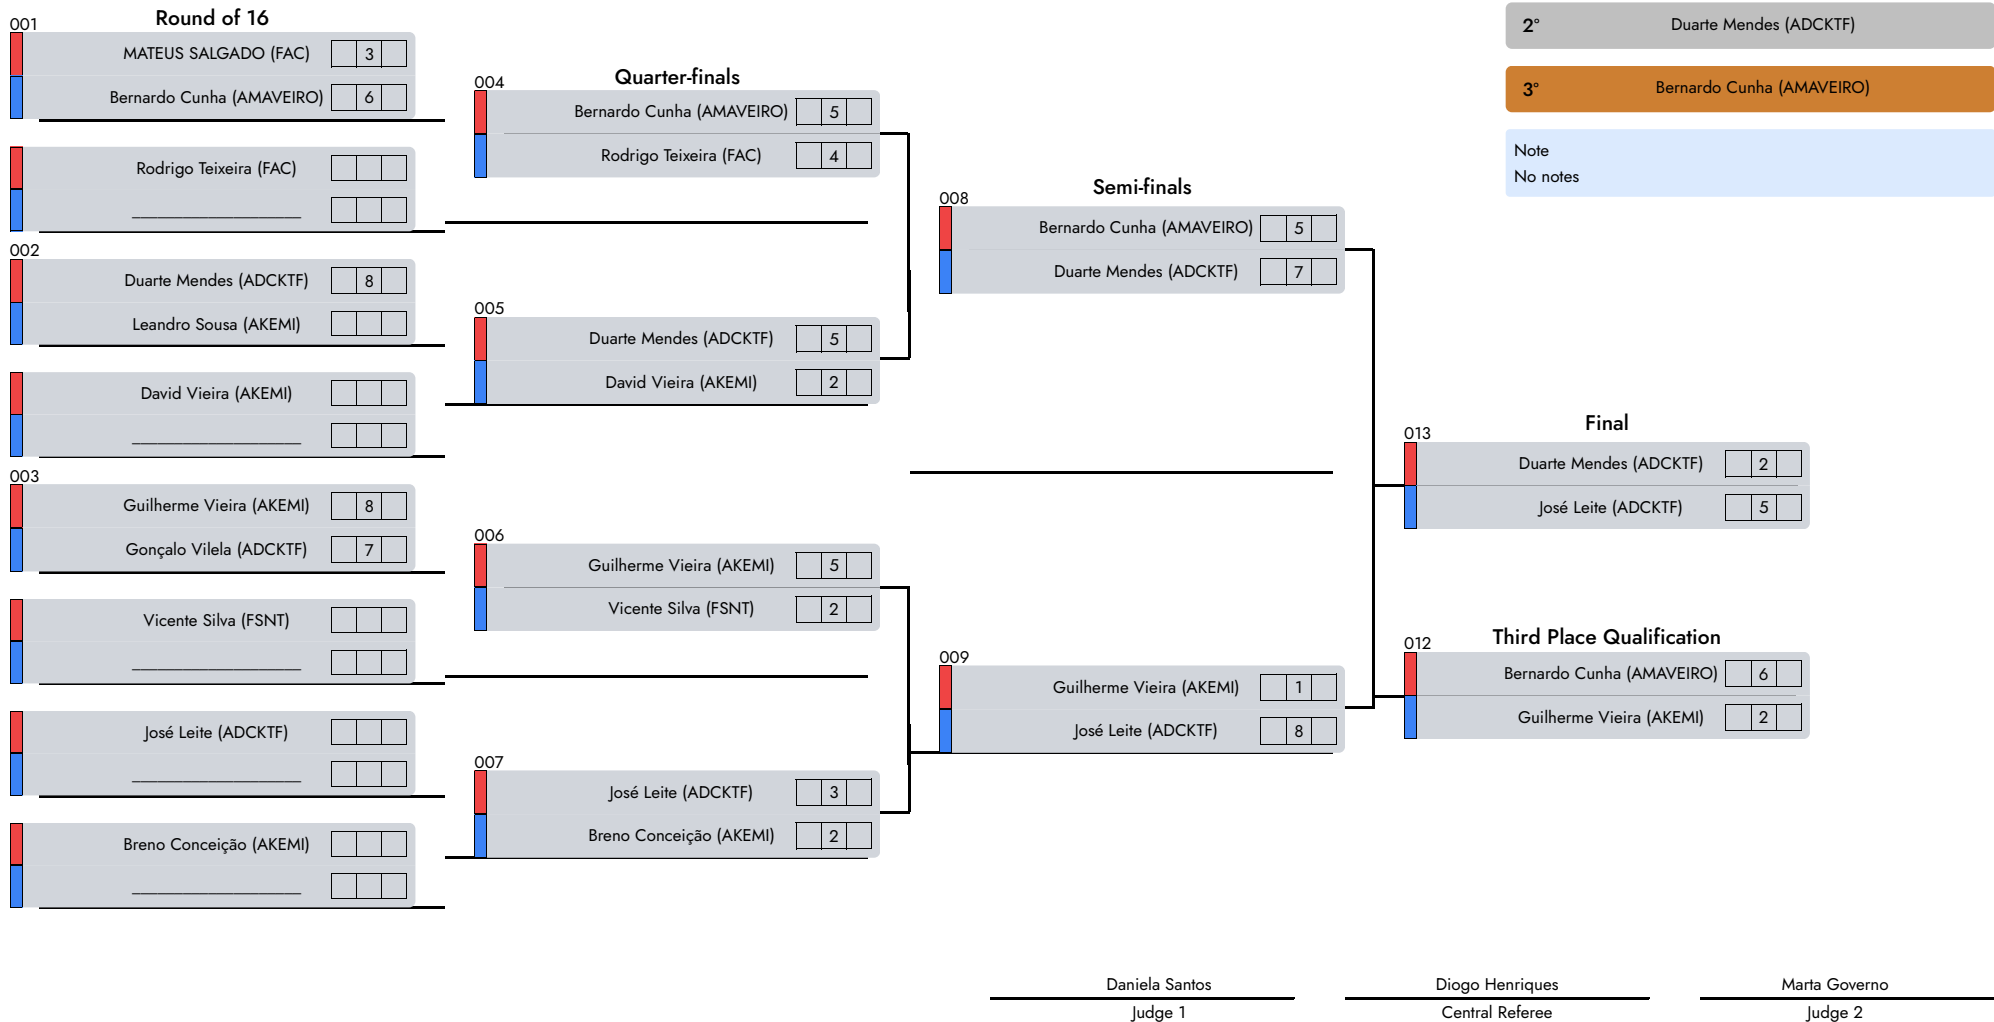 Round of 16
001
MATEUS SALGADO (FAC) 3
Bernardo Cunha (AMAVEIRO) 6
Rodrigo Teixeira (FAC)
____________________
002
Duarte Mendes (ADCKTF) 8
Leandro Sousa (AKEMI)
David Vieira (AKEMI)
____________________
003
Guilherme Vieira (AKEMI) 8
Gonçalo Vilela (ADCKTF) 7
Vicente Silva (FSNT)
____________________
José Leite (ADCKTF)
____________________
Breno Conceição (AKEMI)
____________________
Quarter-finals
004
Bernardo Cunha (AMAVEIRO) 5
Rodrigo Teixeira (FAC) 4
005
Duarte Mendes (ADCKTF) 5
David Vieira (AKEMI) 2
006
Guilherme Vieira (AKEMI) 5
Vicente Silva (FSNT) 2
007
José Leite (ADCKTF) 3
Breno Conceição (AKEMI) 2
Semi-finals
008
Bernardo Cunha (AMAVEIRO) 5
Duarte Mendes (ADCKTF) 7
009
Guilherme Vieira (AKEMI) 1
José Leite (ADCKTF) 8
Final
013
Duarte Mendes (ADCKTF) 2
José Leite (ADCKTF) 5
Third Place Qualification
012
Bernardo Cunha (AMAVEIRO) 6
Guilherme Vieira (AKEMI) 2
2° Duarte Mendes (ADCKTF)
3° Bernardo Cunha (AMAVEIRO)
Note
No notes
Daniela Santos
Judge 1
Diogo Henriques
Central Referee
Marta Governo
Judge 2